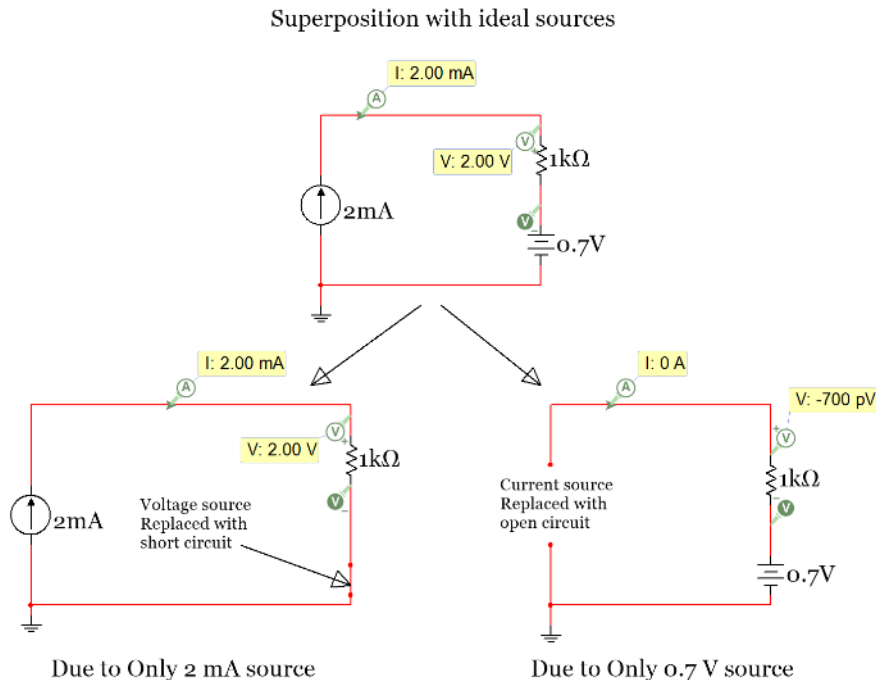 Superposition with ideal sources
I: 2.00 mA
A
V
V: 2.00 V
1kΩ
2mA
V
0.7V
I: 2.00 mA
A
V: 2.00 V
V
1kΩ
2mA
V
Voltage source
Replaced with
short circuit
Due to Only 2 mA source
I: 0 A
A
V: -700 pV
V
1kΩ
Current source
Replaced with
open circuit
V
0.7V
Due to Only 0.7 V source